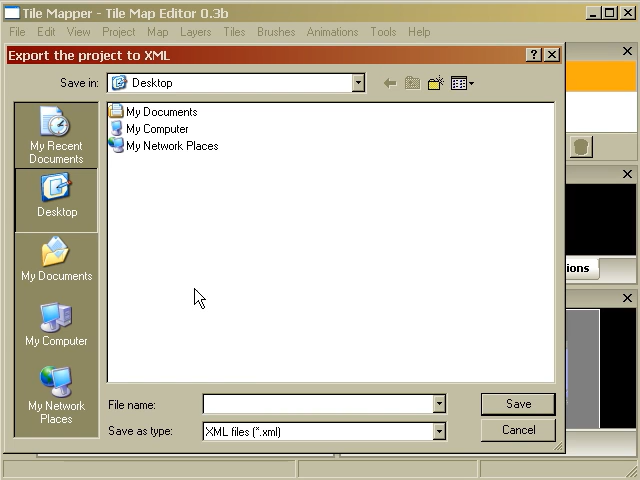 Tile Mapper - Tile Map Editor 0.3b
File Edit View Project Map Layers Tiles Brushes Animations Tools Help
Export the project to XML
Save in: Desktop
My Recent
Documents
Desktop
My Documents
My Computer
My Network
Places
My Documents
My Computer
My Network Places
ions
File name:
Save
Save as type: XML files (*.xml)
Cancel